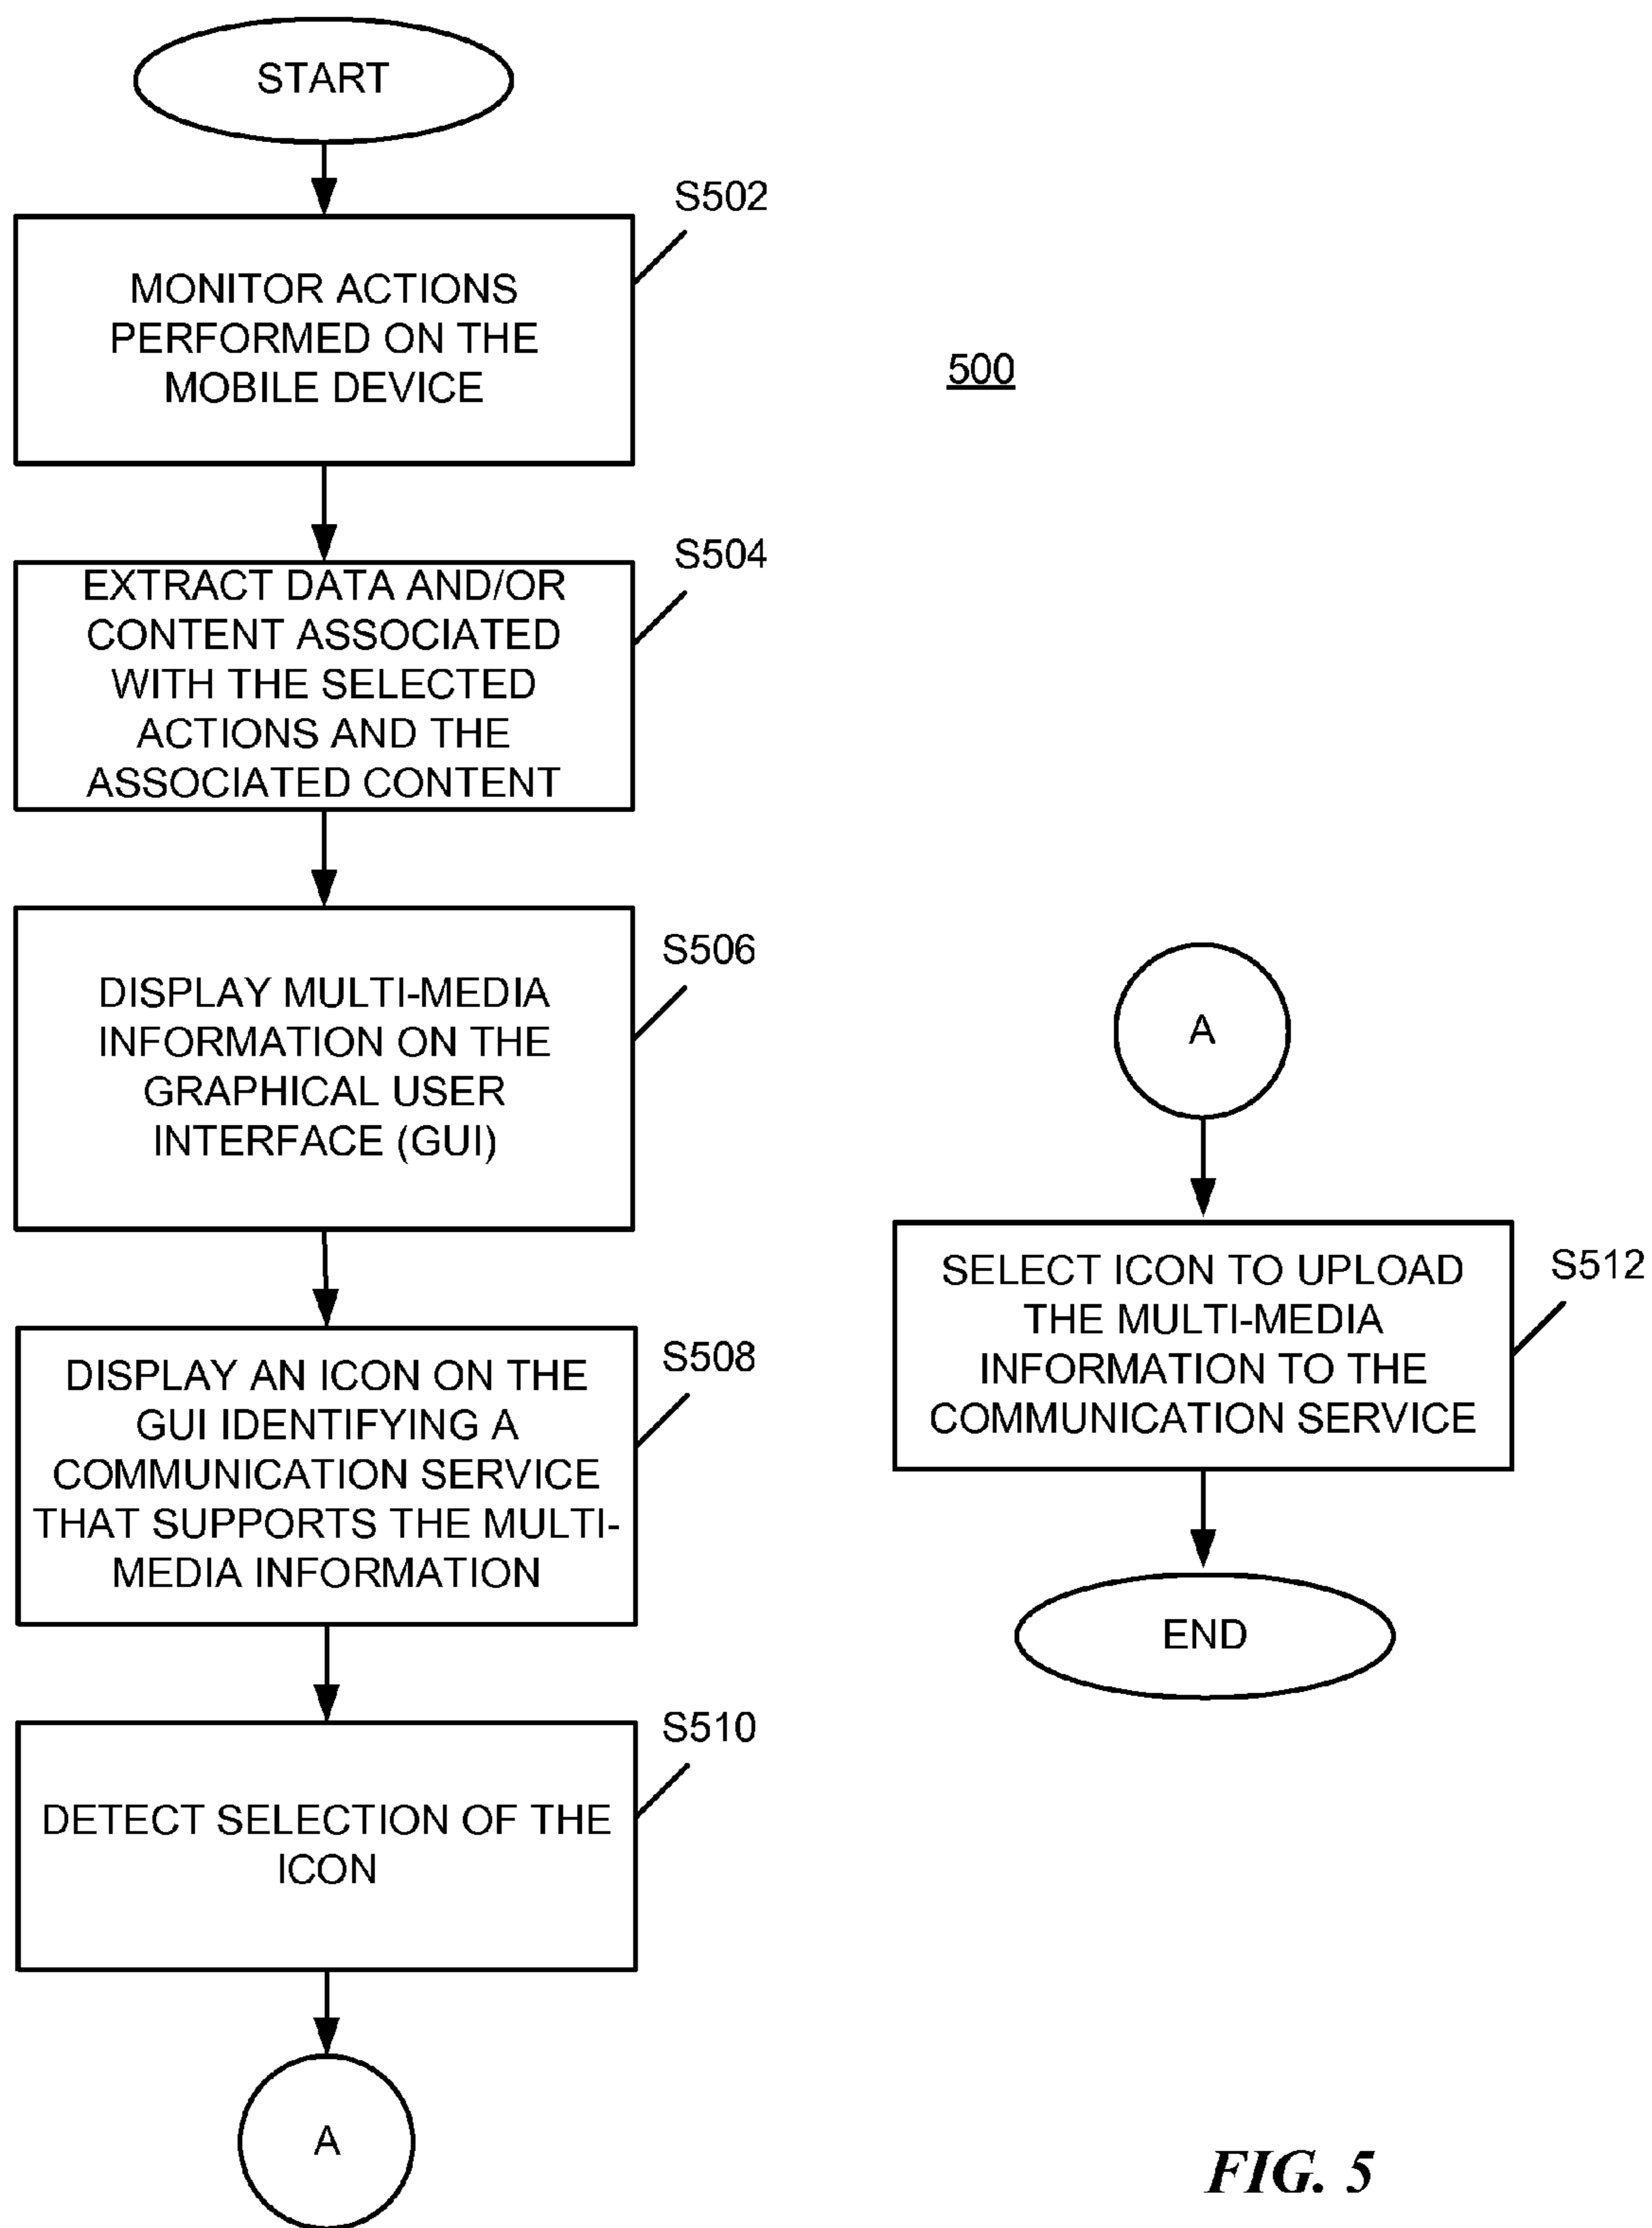 START
S502
MONITOR ACTIONS
PERFORMED ON THE
MOBILE DEVICE
500
S504
EXTRACT DATA AND/OR
CONTENT ASSOCIATED
WITH THE SELECTED
ACTIONS AND THE
ASSOCIATED CONTENT
S506
DISPLAY MULTI-MEDIA
INFORMATION ON THE
GRAPHICAL USER
INTERFACE (GUI)
S508
DISPLAY AN ICON ON THE
GUI IDENTIFYING A
COMMUNICATION SERVICE
THAT SUPPORTS THE MULTI-
MEDIA INFORMATION
S510
DETECT SELECTION OF THE
ICON
A
A
S512
SELECT ICON TO UPLOAD
THE MULTI-MEDIA
INFORMATION TO THE
COMMUNICATION SERVICE
END
FIG. 5